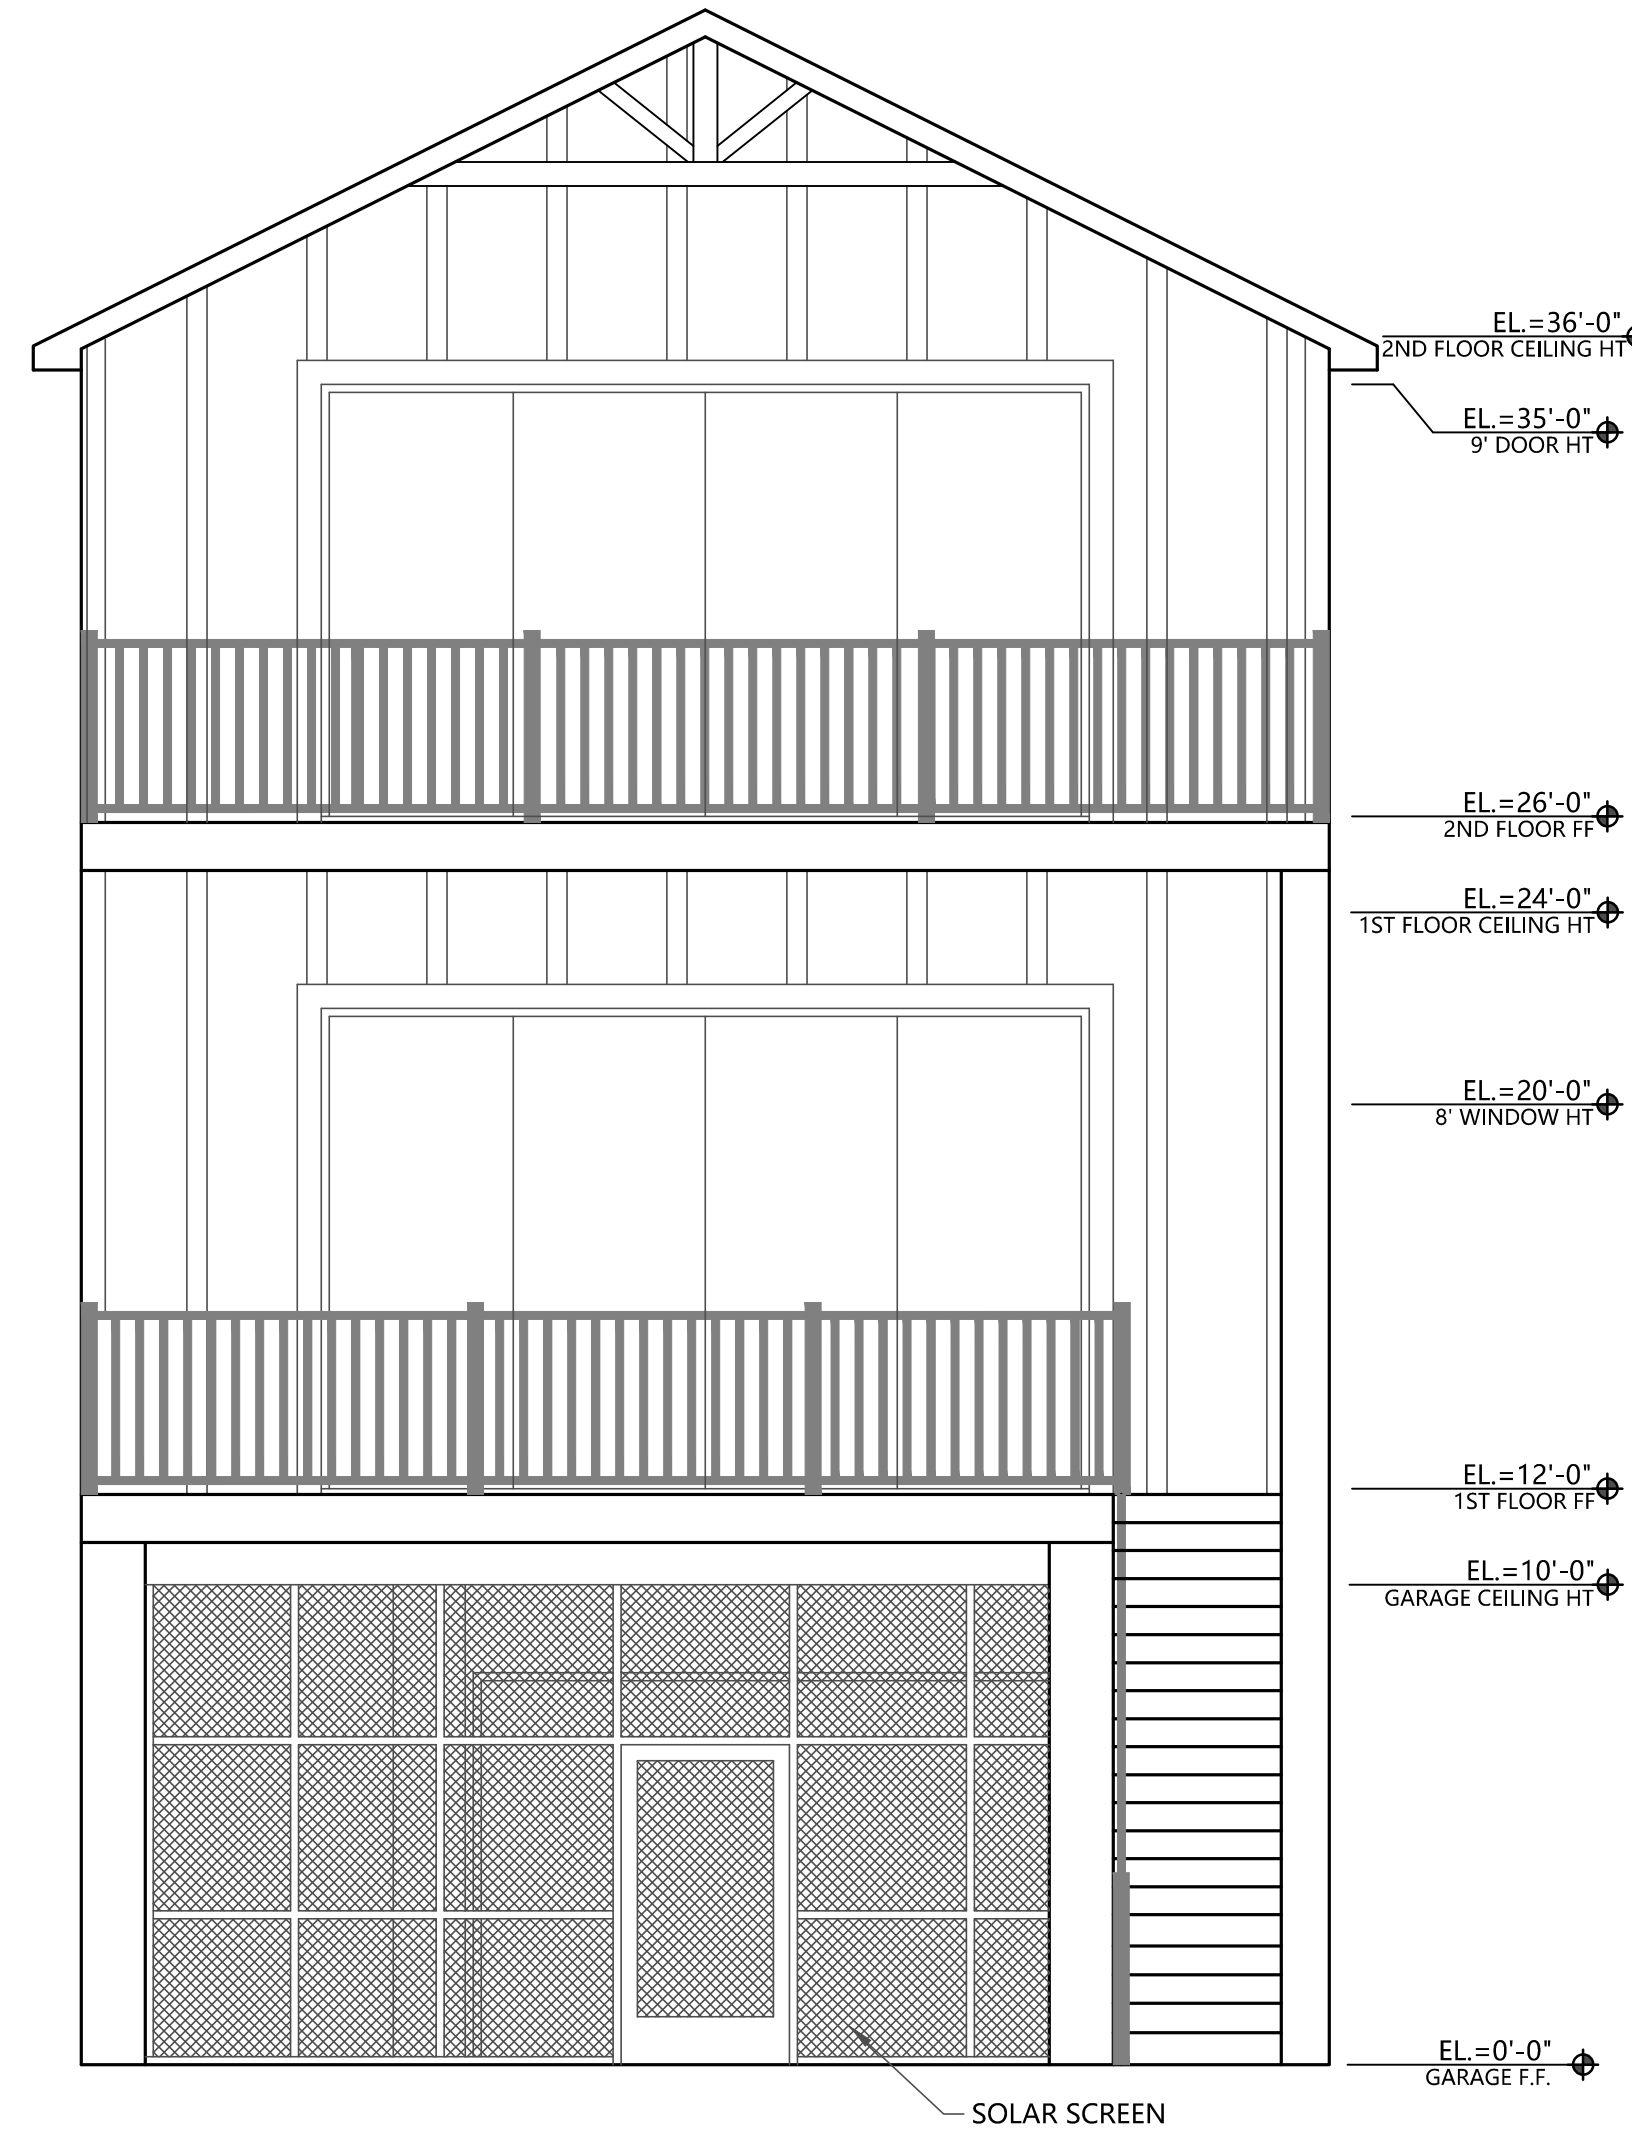 EL.=36'-0"
2ND FLOOR CEILING HT
EL.=35'-0"
9' DOOR HT
EL.=26'-0"
2ND FLOOR FF
EL.=24'-0"
1ST FLOOR CEILING HT
EL.=20'-0"
8' WINDOW HT
EL.=12'-0"
1ST FLOOR FF
EL.=10'-0"
GARAGE CEILING HT
EL.=0'-0"
GARAGE F.F.
SOLAR SCREEN